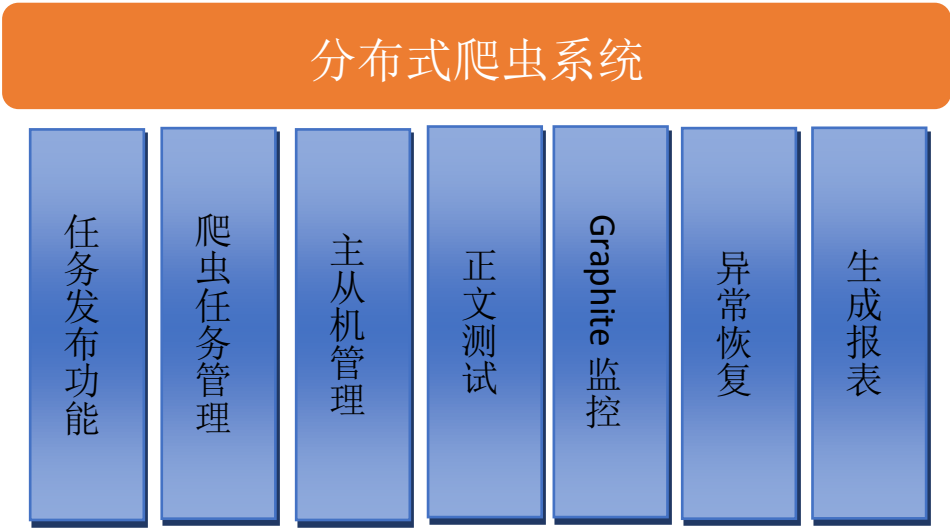 分布式爬虫系统
任务发布功能
爬虫任务管理
主从机管理
正文测试
Graphite 监控
异常恢复
生成报表